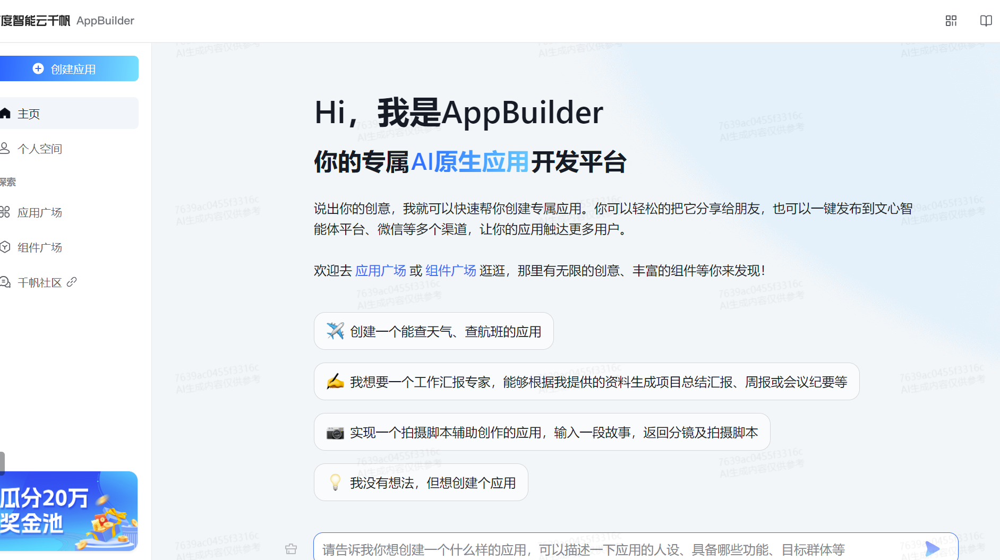 度智能云千帆 AppBuilder
创建应用
主页
个人空间
探索
应用广场
组件广场
千帆社区
瓜分20万
奖金池
Hi，我是AppBuilder
你的专属AI原生应用开发平台
说出你的创意，我就可以快速帮你创建专属应用。你可以轻松的把它分享给朋友，也可以一键发布到文心智
能体平台、微信等多个渠道，让你的应用触达更多用户。
欢迎去 应用广场 或 组件广场 逛逛，那里有无限的创意、丰富的组件等你来发现！
创建一个能查天气、查航班的应用
我想要一个工作汇报专家，能够根据我提供的资料生成项目总结汇报、周报或会议纪要等
实现一个拍摄脚本辅助创作的应用，输入一段故事，返回分镜及拍摄脚本
我没有想法，但想创建个应用
请告诉我你想创建一个什么样的应用，可以描述一下应用的人设、具备哪些功能、目标群体等
7639ac0455f3316c
AI生成内容仅供参考